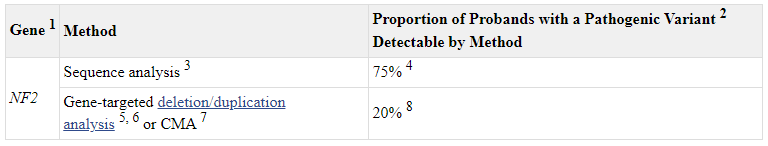 Gene 1 Method Proportion of Probands with a Pathogenic Variant 2
Detectable by Method
NF2 Sequence analysis 3 75% 4
Gene-targeted deletion/duplication
analysis 5, 6 or CMA 7 20% 8